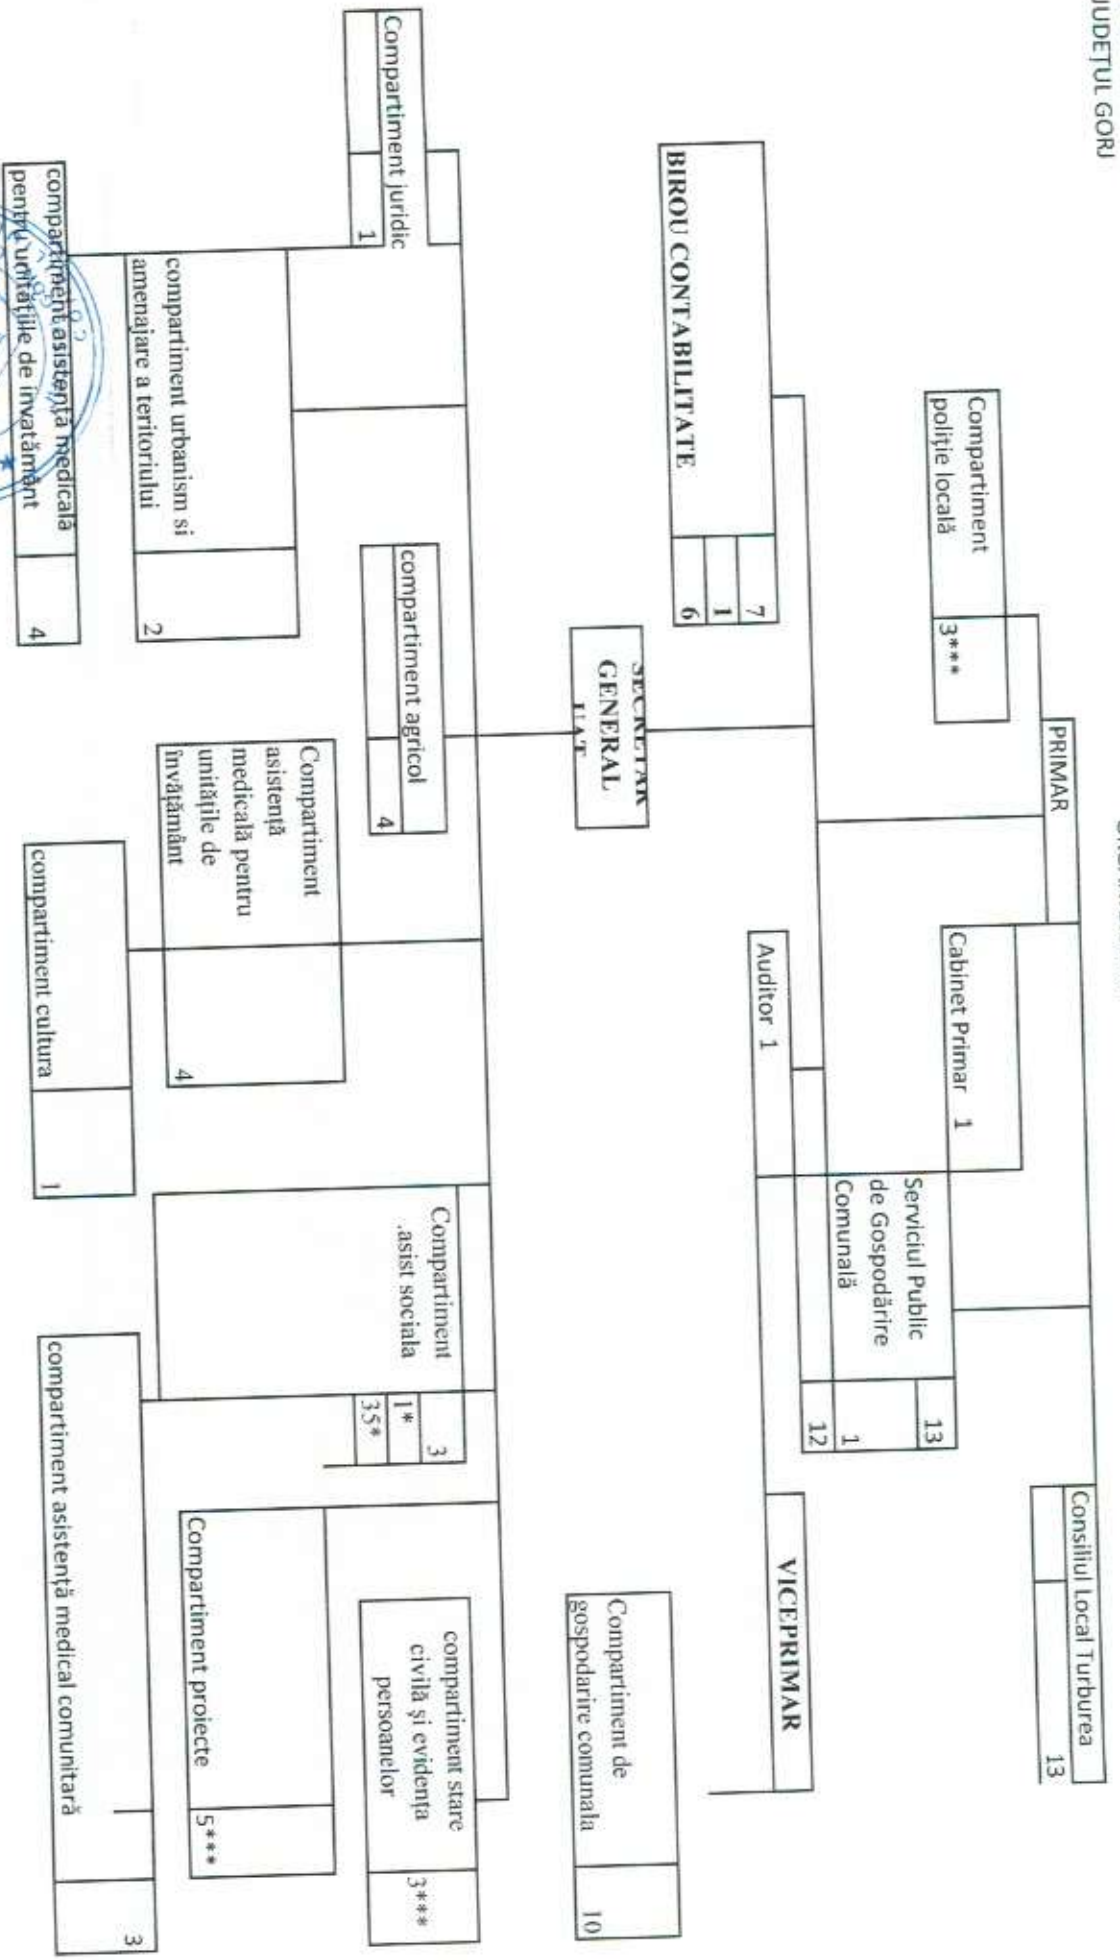 JUDEȚUL GORJ
Consiliul Local Turburea
13
PRIMAR
Compartiment
poliție locală
3***
Cabinet Primar 1
Serviciul Public
de Gospodărire
Comunală
13
1
12
VICEPRIMAR
Auditor 1
BIROU CONTABILITATE
7
1
6
SECRETAR
GENERAL
UAT
Compartiment de
gospodarire comunala
10
Compartiment juridic
1
compartiment agricol
4
Compartiment
.asist sociala
3
1*
35*
compartiment stare
civilă și evidența
persoanelor
3***
compartiment urbanism si
amenajare a teritoriului
2
Compartiment
asistență
medicală pentru
unitățile de
învățământ
4
Compartiment proiecte
5***
compartiment asistență medicală
pentru unitățiile de invatământ
4
compartiment cultura
1
compartiment asistență medical comunitară
3